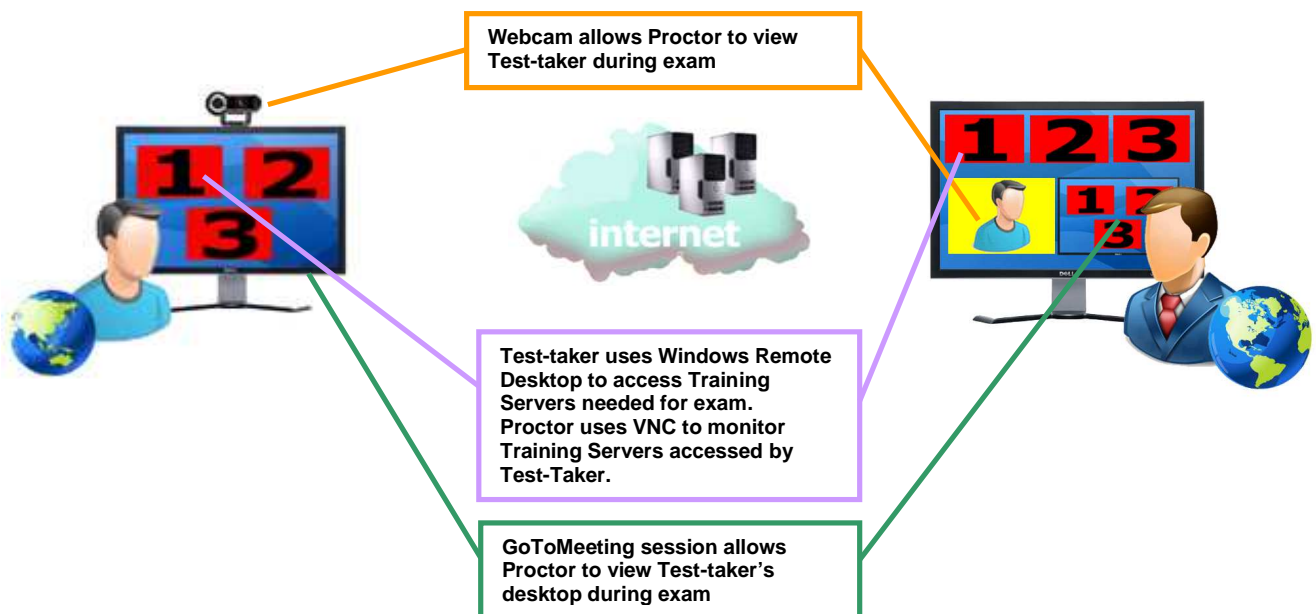 Webcam allows Proctor to view
Test-taker during exam
1 2
3
internet
1 2 3
1 2
3
DELL
Test-taker uses Windows Remote
Desktop to access Training
Servers needed for exam.
Proctor uses VNC to monitor
Training Servers accessed by
Test-Taker.
GoToMeeting session allows
Proctor to view Test-taker's
desktop during exam